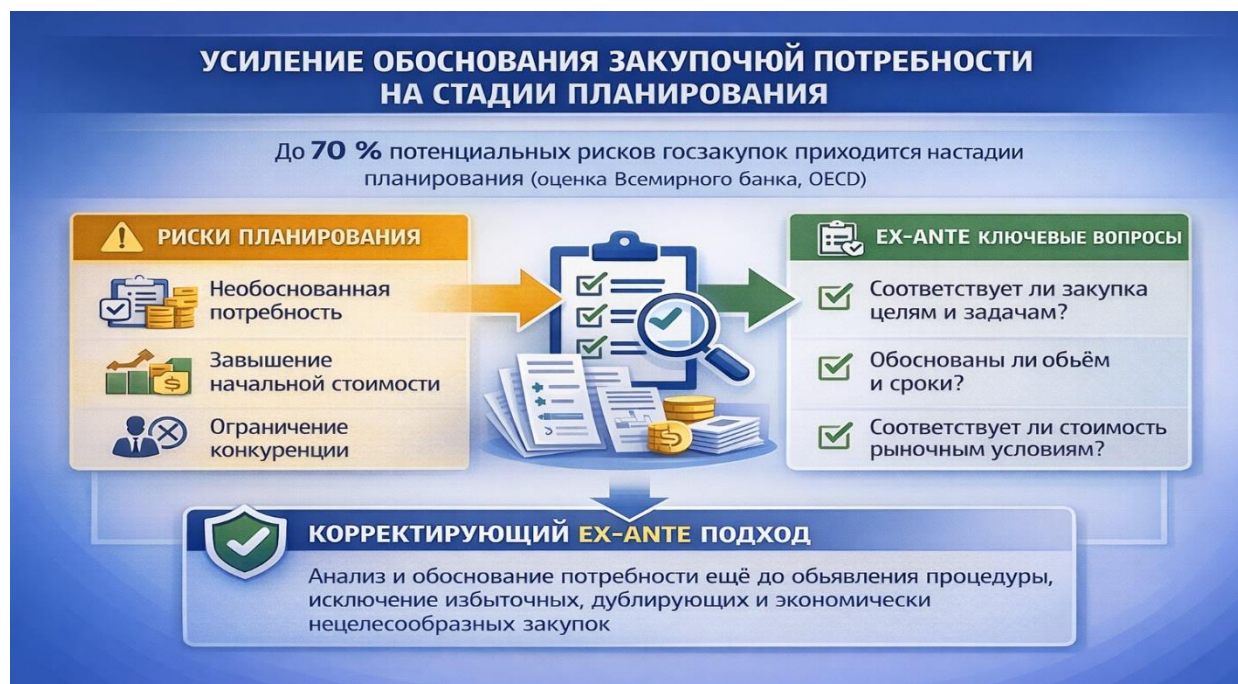 УСИЛЕНИЕ ОБОСНОВАНИЯ ЗАКУПОЧЮЙ ПОТРЕБНОСТИ
НА СТАДИИ ПЛАНИРОВАНИЯ
До 70 % потенциальных рисков госзакупок приходится настадии
планирования (оценка Всемирного банка, OECD)
РИСКИ ПЛАНИРОВАНИЯ
Необоснованная
потребность
Завышение
начальной стоимости
Ограничение
конкуренции
EX-ANTE КЛЮЧЕВЫЕ ВОПРОСЫ
Соответствует ли закупка
целям и задачам?
Обоснованы ли обьём
и сроки?
Соответствует ли стоимость
рыночным условиям?
КОРРЕКТИРУЮЩИЙ EX-ANTE ПОДХОД
Анализ и обоснование потребности ещё до обьявления процедуры,
исключение избыточных, дублирующих и экономически
нецелесообразных закупок